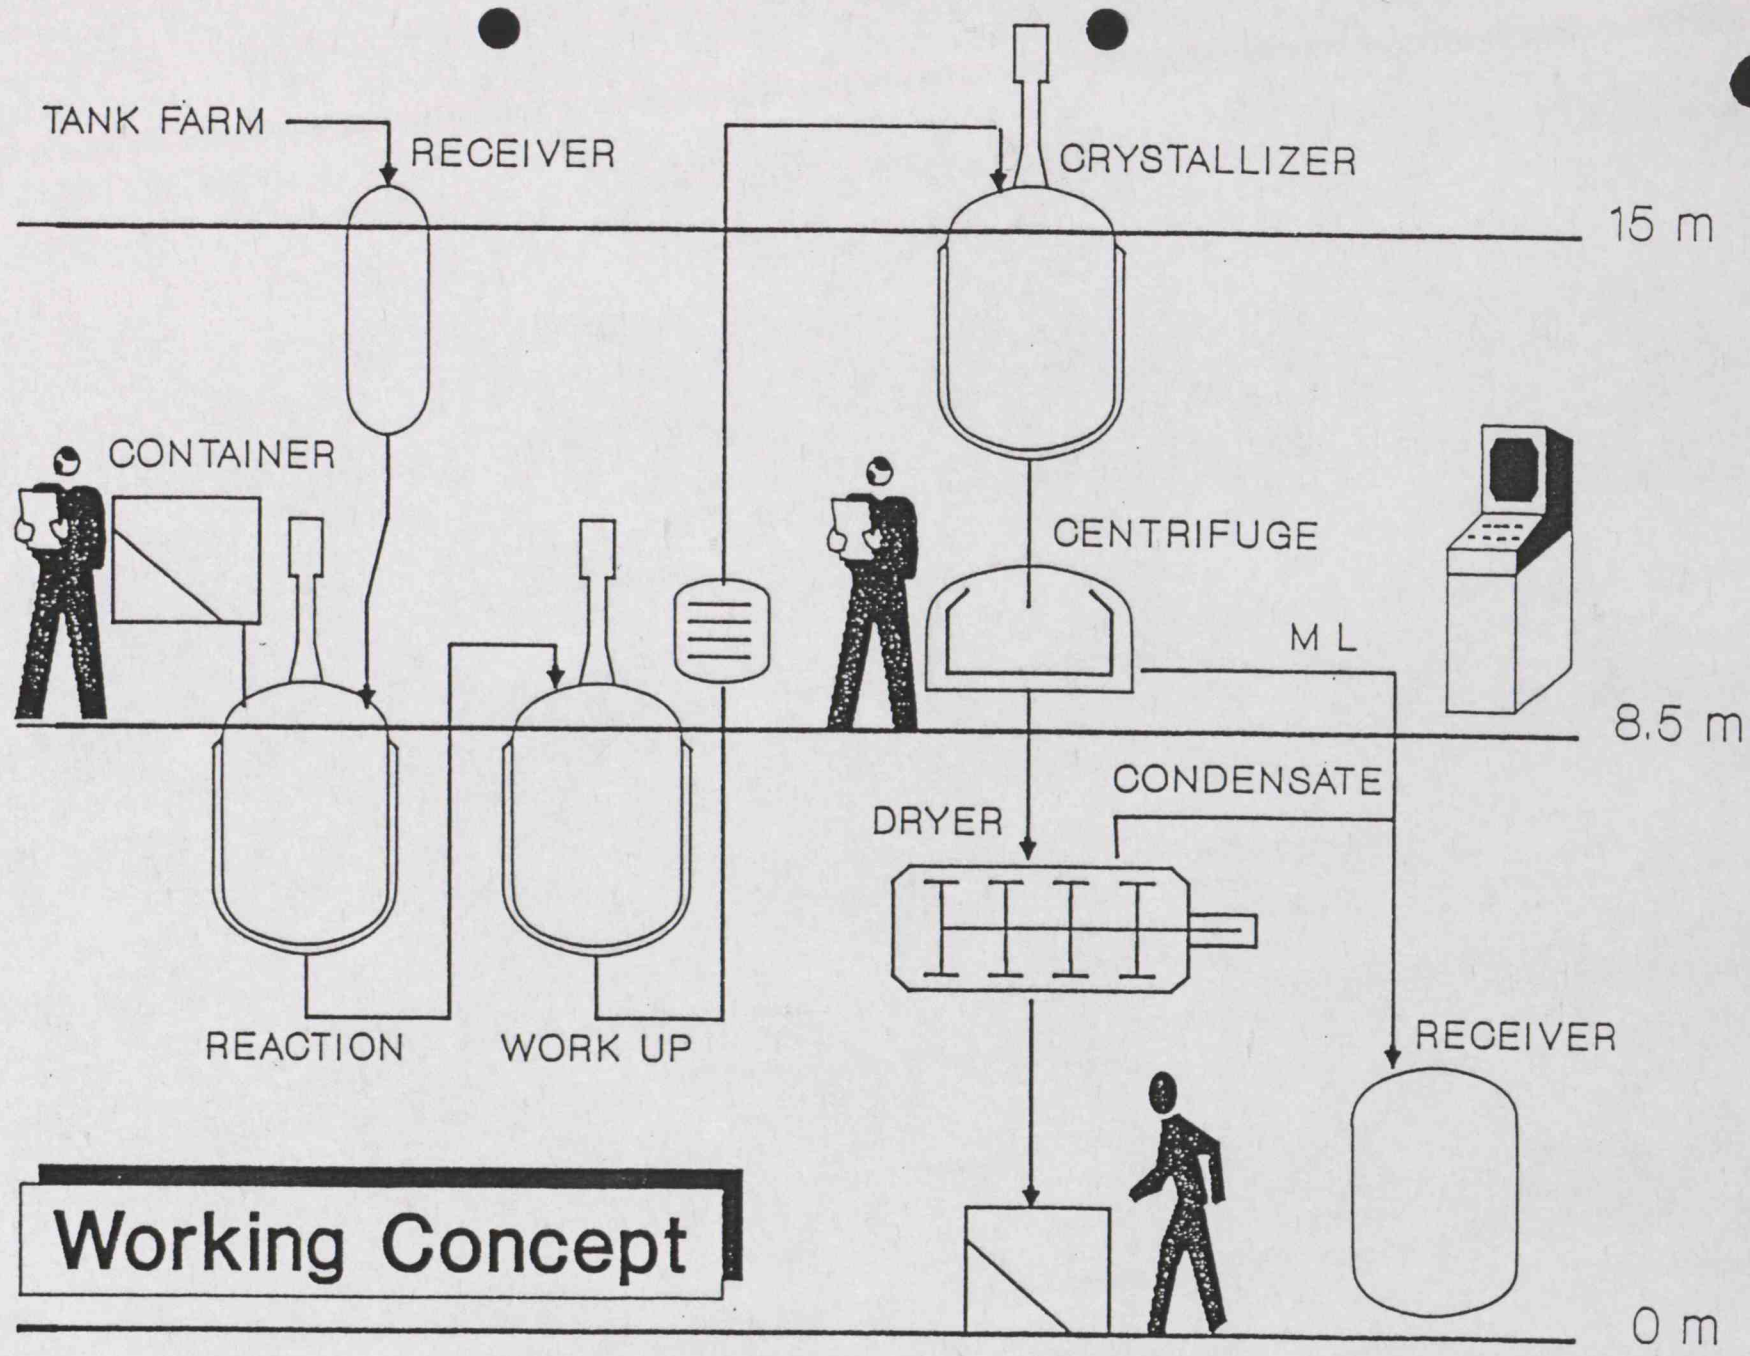 TANK FARM
RECEIVER
CRYSTALLIZER
15 m
CONTAINER
CENTRIFUGE
M L
8.5 m
CONDENSATE
DRYER
RECEIVER
REACTION
WORK UP
Working Concept
0 m